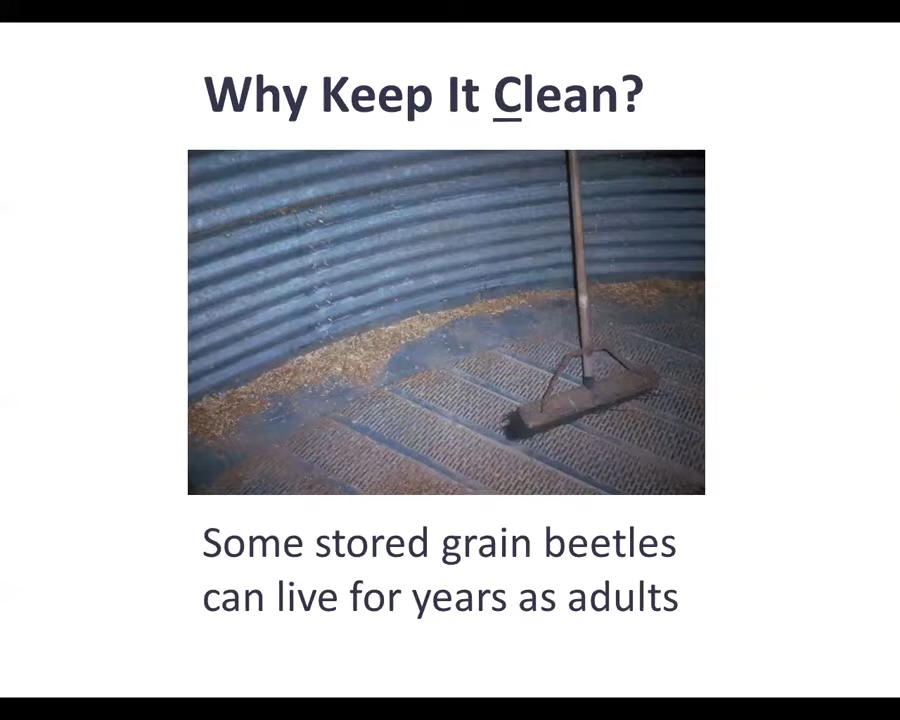 Why Keep It Clean?
Some stored grain beetles
can live for years as adults